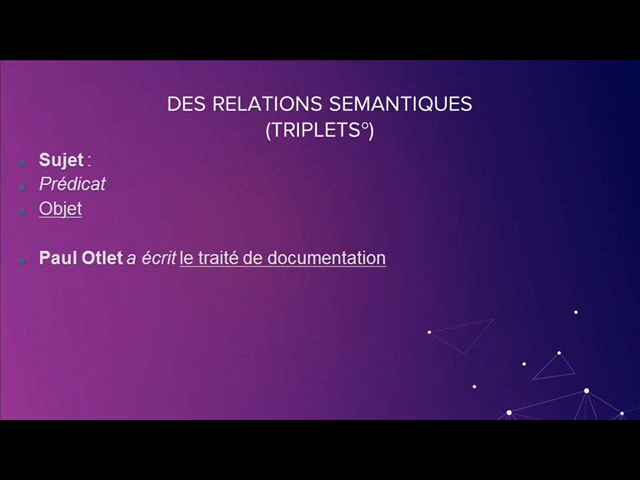 DES RELATIONS SEMANTIQUES
(TRIPLETS°)
Sujet :
Prédicat
Objet
Paul Otlet a écrit le traité de documentation